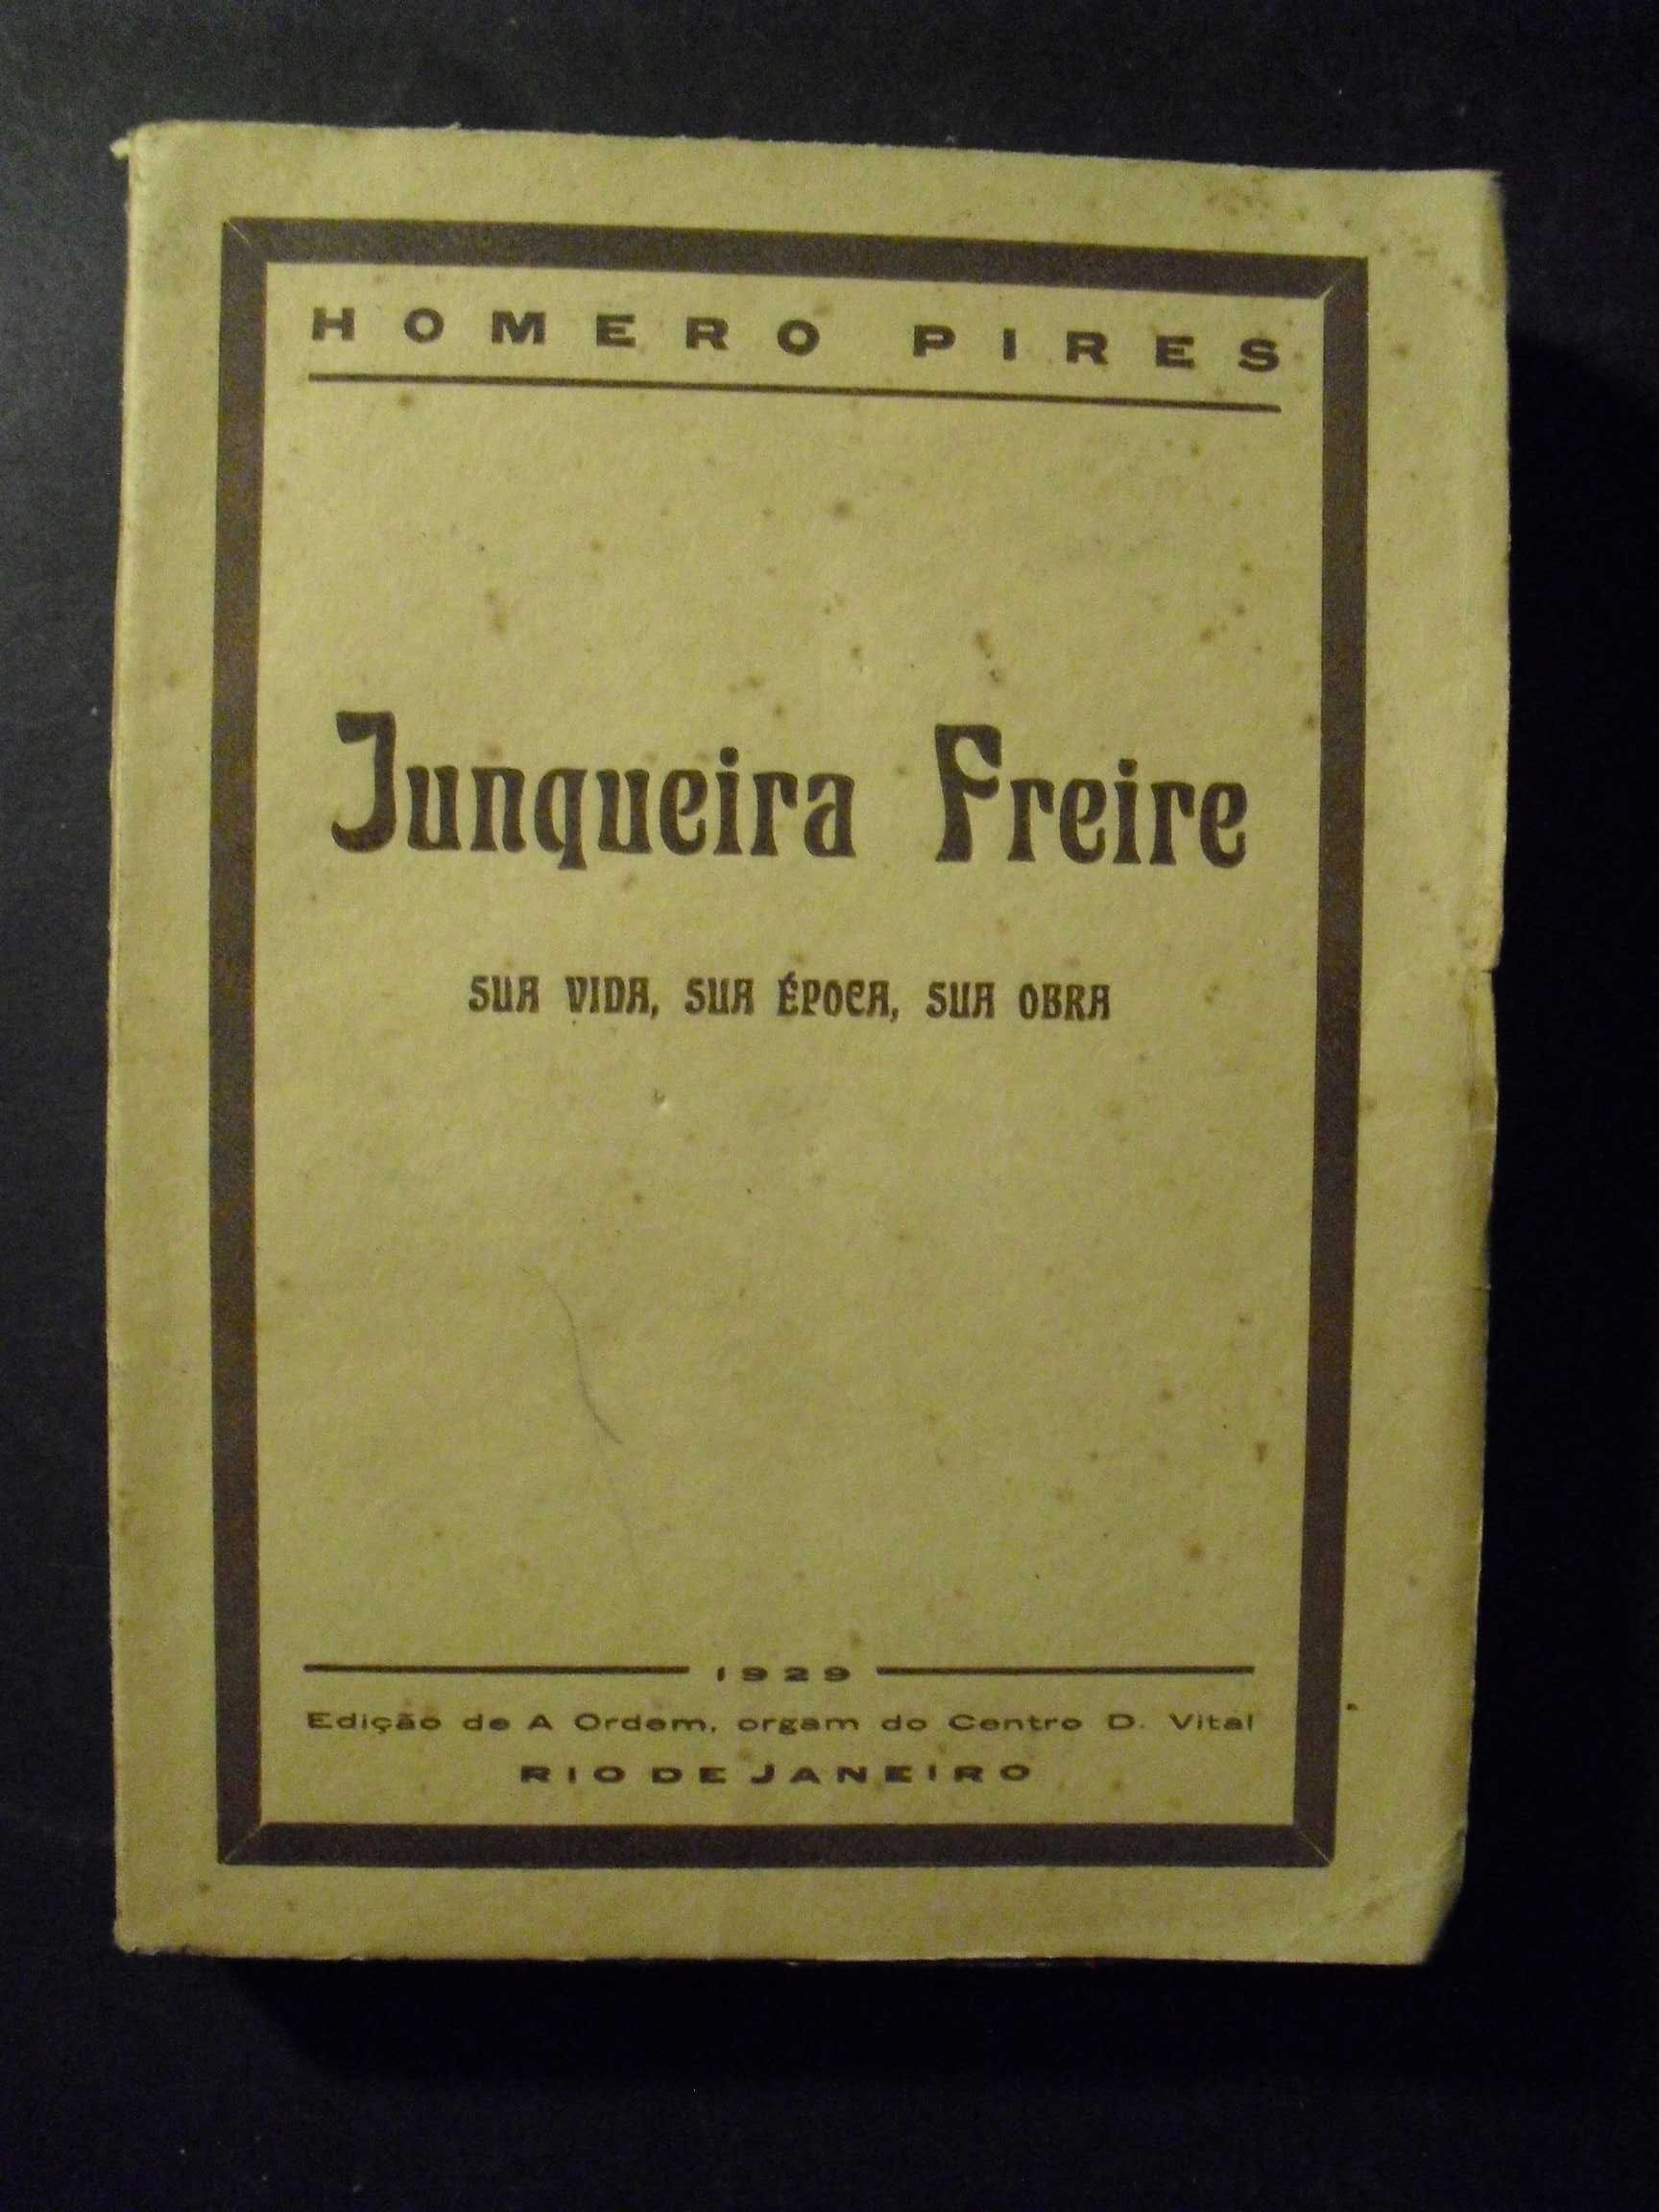 HOMERO PIRES
Junqueira Freire
SUA VIDA, SUA ÉPOCA, SUA OBRA
1929
Edição de A Ordem, orgam do Centro D. Vital
RIO DE JANEIRO